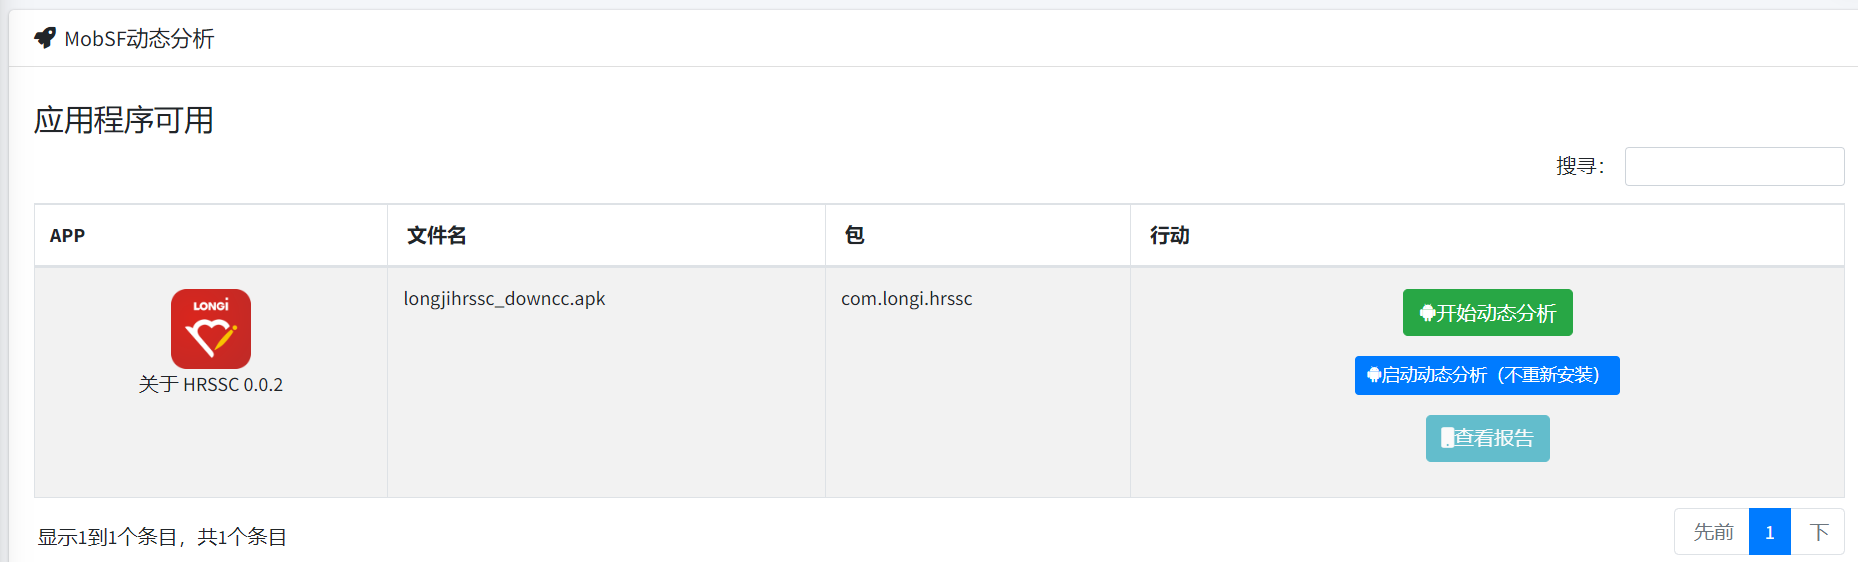 MobSF动态分析
应用程序可用
搜寻：
APP 文件名 包 行动
LONGi
longjihrssc_downcc.apk com.longi.hrssc
开始动态分析
启动动态分析（不重新安装）
关于 HRSSC 0.0.2
查看报告
显示1到1个条目，共1个条目
先前 1 下